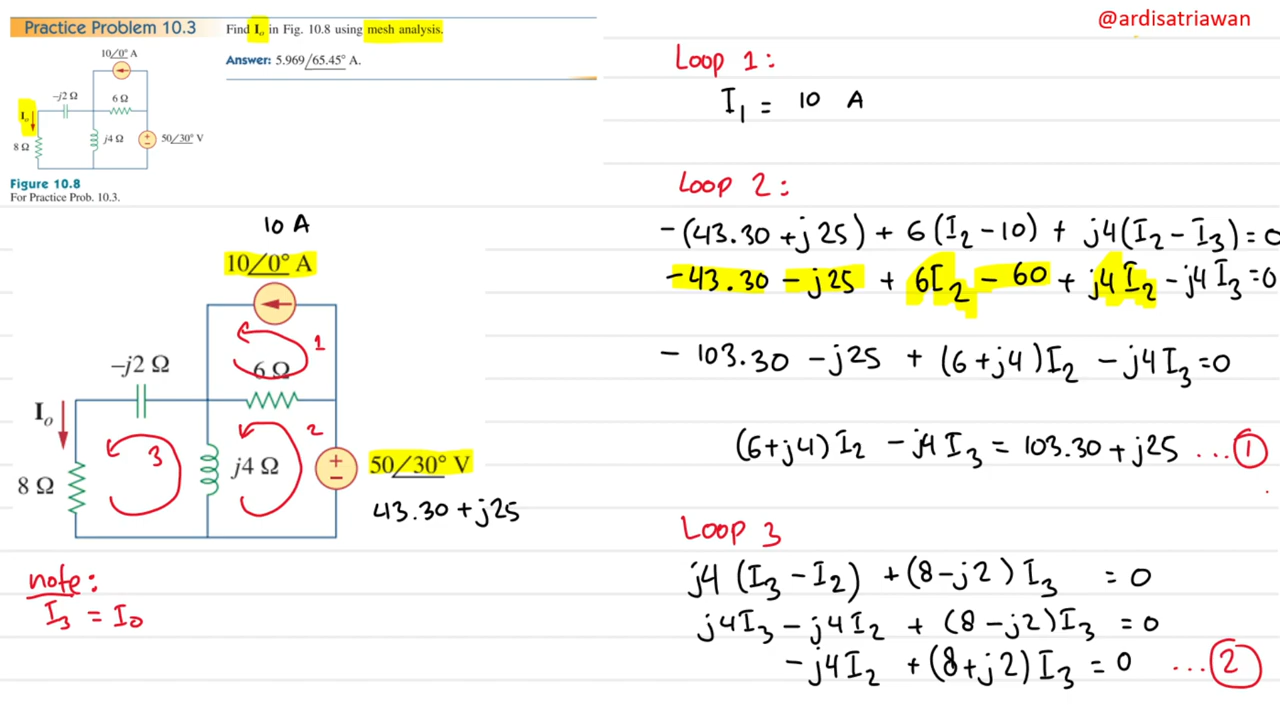 Practice Problem 10.3
Find Iₒ in Fig. 10.8 using mesh analysis.
Answer: 5.969/65.45° A.
10/0° A
−j2 Ω
6 Ω
Iₒ
j4 Ω
50/30° V
8 Ω
Figure 10.8
For Practice Prob. 10.3.
10 A
10/0° A
1
−j2 Ω
6 Ω
Iₒ
2
3
j4 Ω
50/30° V
8 Ω
43.30 + j25
note:
I₃ = I₀
@ardisatriawan
Loop 1:
I₁ = 10 A
Loop 2:
-(43.30 + j25) + 6(I₂ - 10) + j4(I₂ - I₃) = 0
-43.30 - j25 + 6I₂ - 60 + j4I₂ - j4I₃ = 0
- 103.30 - j25 + (6+j4)I₂ - j4I₃ = 0
(6+j4)I₂ - j4I₃ = 103.30 + j25 ... 1
Loop 3
j4(I₃ - I₂) + (8-j2)I₃ = 0
j4I₃ - j4I₂ + (8-j2)I₃ = 0
-j4I₂ + (8+j2)I₃ = 0 ... 2